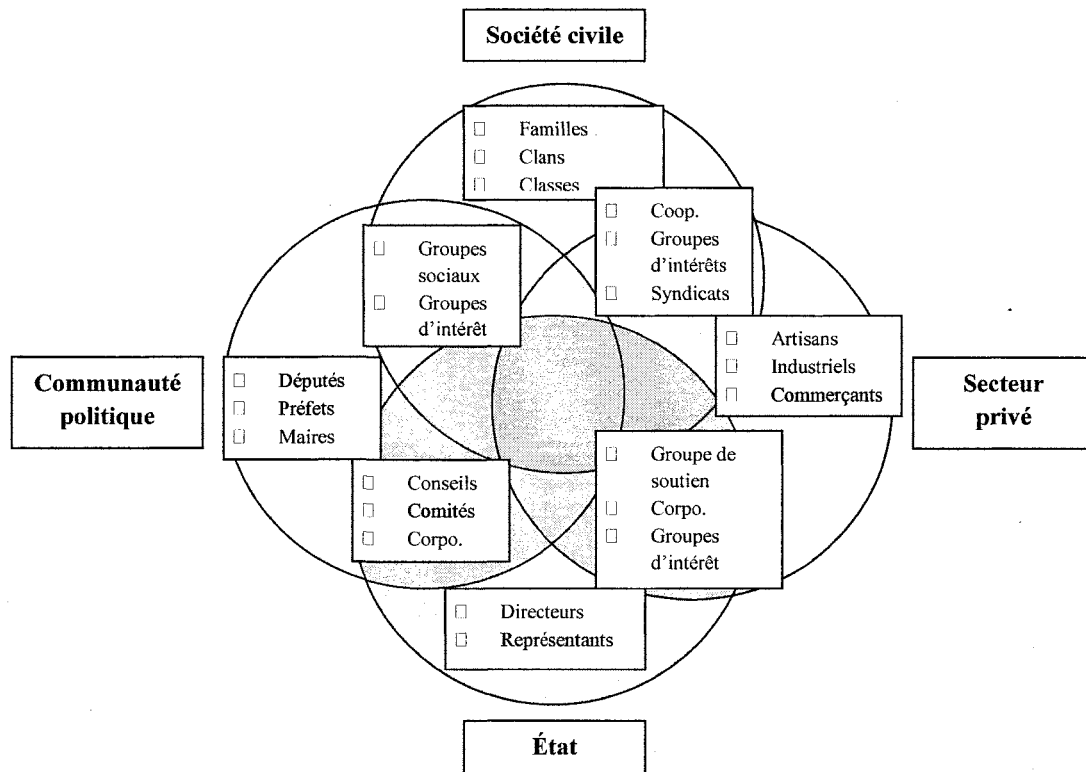 Société civile
Familles
Clans
Classes
Coop.
Groupes
d'intérêts
Syndicats
Groupes
sociaux
Groupes
d'intérêt
Artisans
Industriels
Commerçants
Communauté
politique
Députés
Préfets
Maires
Secteur
privé
Groupe de
soutien
Corpo.
Groupes
d'intérêt
Conseils
Comités
Corpo.
Directeurs
Représentants
État